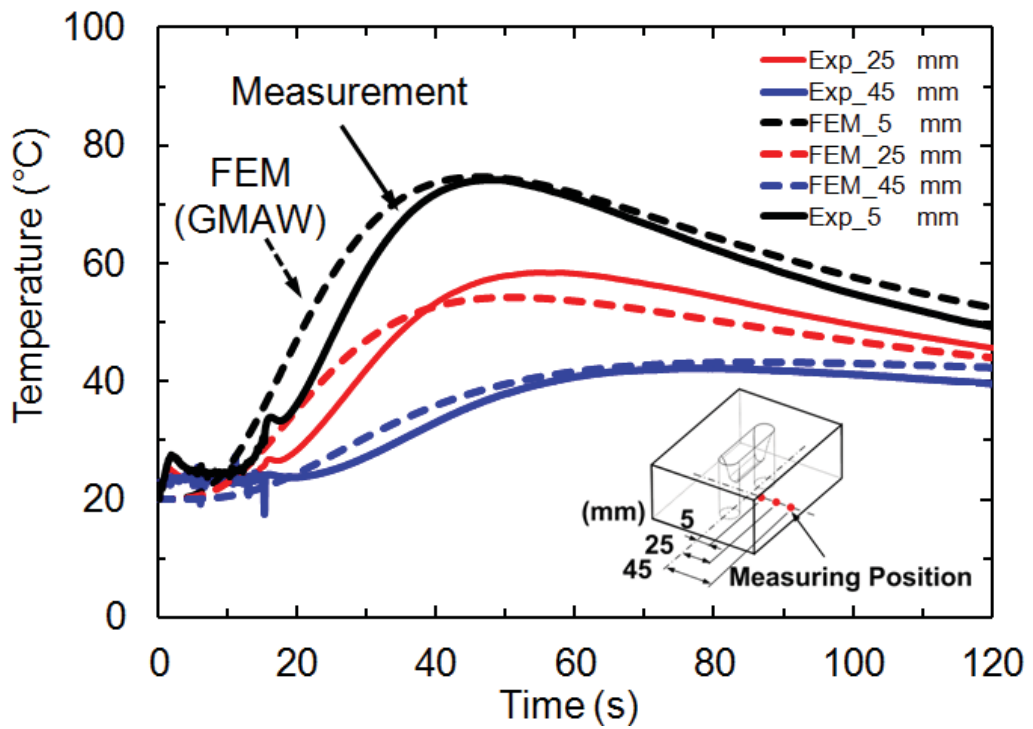 100
80
60
40
20
0
Temperature (°C)
0 20 40 60 80 100 120
Time (s)
Measurement
FEM
(GMAW)
Exp_25 mm
Exp_45 mm
FEM_5 mm
FEM_25 mm
FEM_45 mm
Exp_5 mm
(mm)
5
25
45
Measuring Position